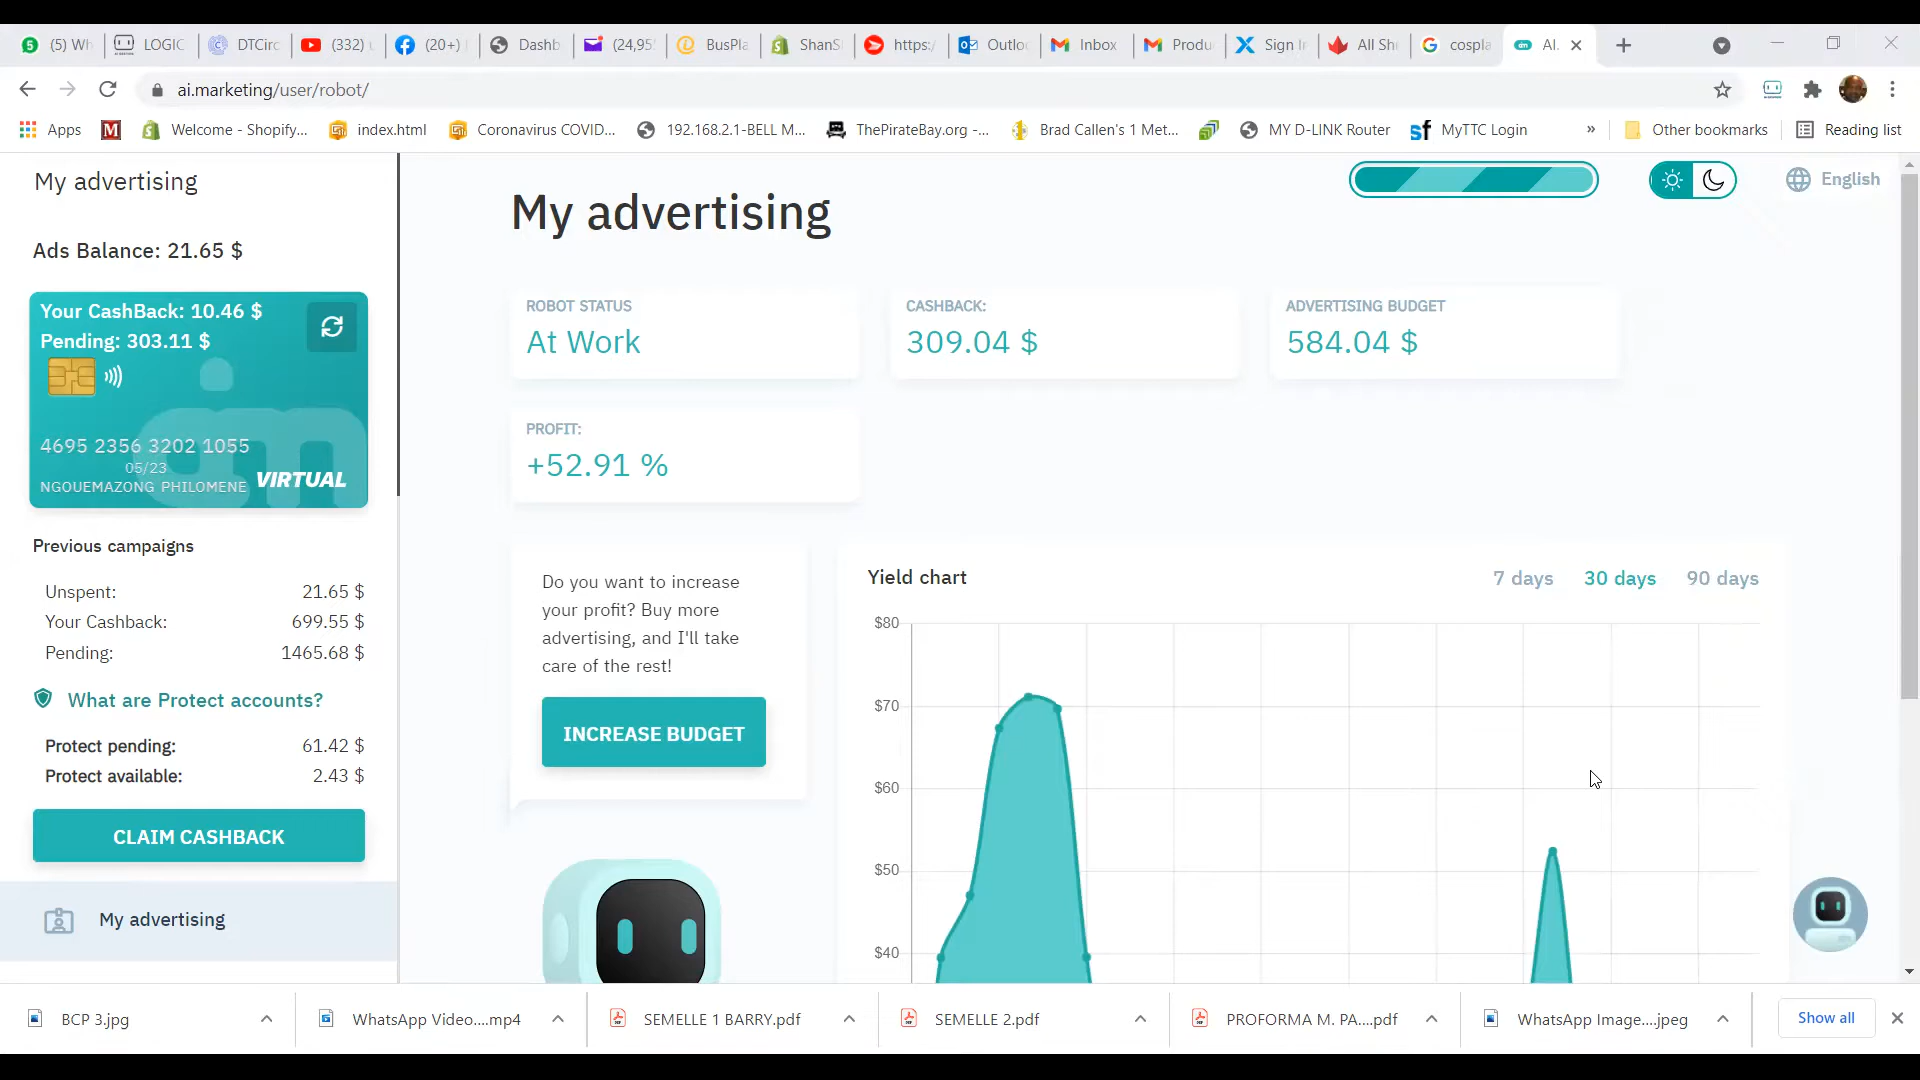 (5) Wh
LOGIC
DTCirc
(332)
(20+)
Dashb
(24,95
BusPla
ShanS
https:/
Outlo
Inbox
Produ
Sign In
All Sh
cospla
AI.
ai.marketing/user/robot/
Apps
Welcome - Shopify...
index.html
Coronavirus COVID...
192.168.2.1-BELL M...
ThePirateBay.org -...
Brad Callen's 1 Met...
MY D-LINK Router
MyTTC Login
»
Other bookmarks
Reading list
My advertising
Ads Balance: 21.65 $
Your CashBack: 10.46 $
Pending: 303.11 $
4695 2356 3202 1055
05/23
NGOUEMAZONG PHILOMENE
VIRTUAL
Previous campaigns
Unspent: 21.65 $
Your Cashback: 699.55 $
Pending: 1465.68 $
What are Protect accounts?
Protect pending: 61.42 $
Protect available: 2.43 $
CLAIM CASHBACK
My advertising
My advertising
English
ROBOT STATUS
At Work
CASHBACK:
309.04 $
ADVERTISING BUDGET
584.04 $
PROFIT:
+52.91 %
Do you want to increase
your profit? Buy more
advertising, and I'll take
care of the rest!
INCREASE BUDGET
Yield chart
7 days
30 days
90 days
$80
$70
$60
$50
$40
BCP 3.jpg
WhatsApp Video....mp4
SEMELLE 1 BARRY.pdf
SEMELLE 2.pdf
PROFORMA M. PA....pdf
WhatsApp Image....jpeg
Show all